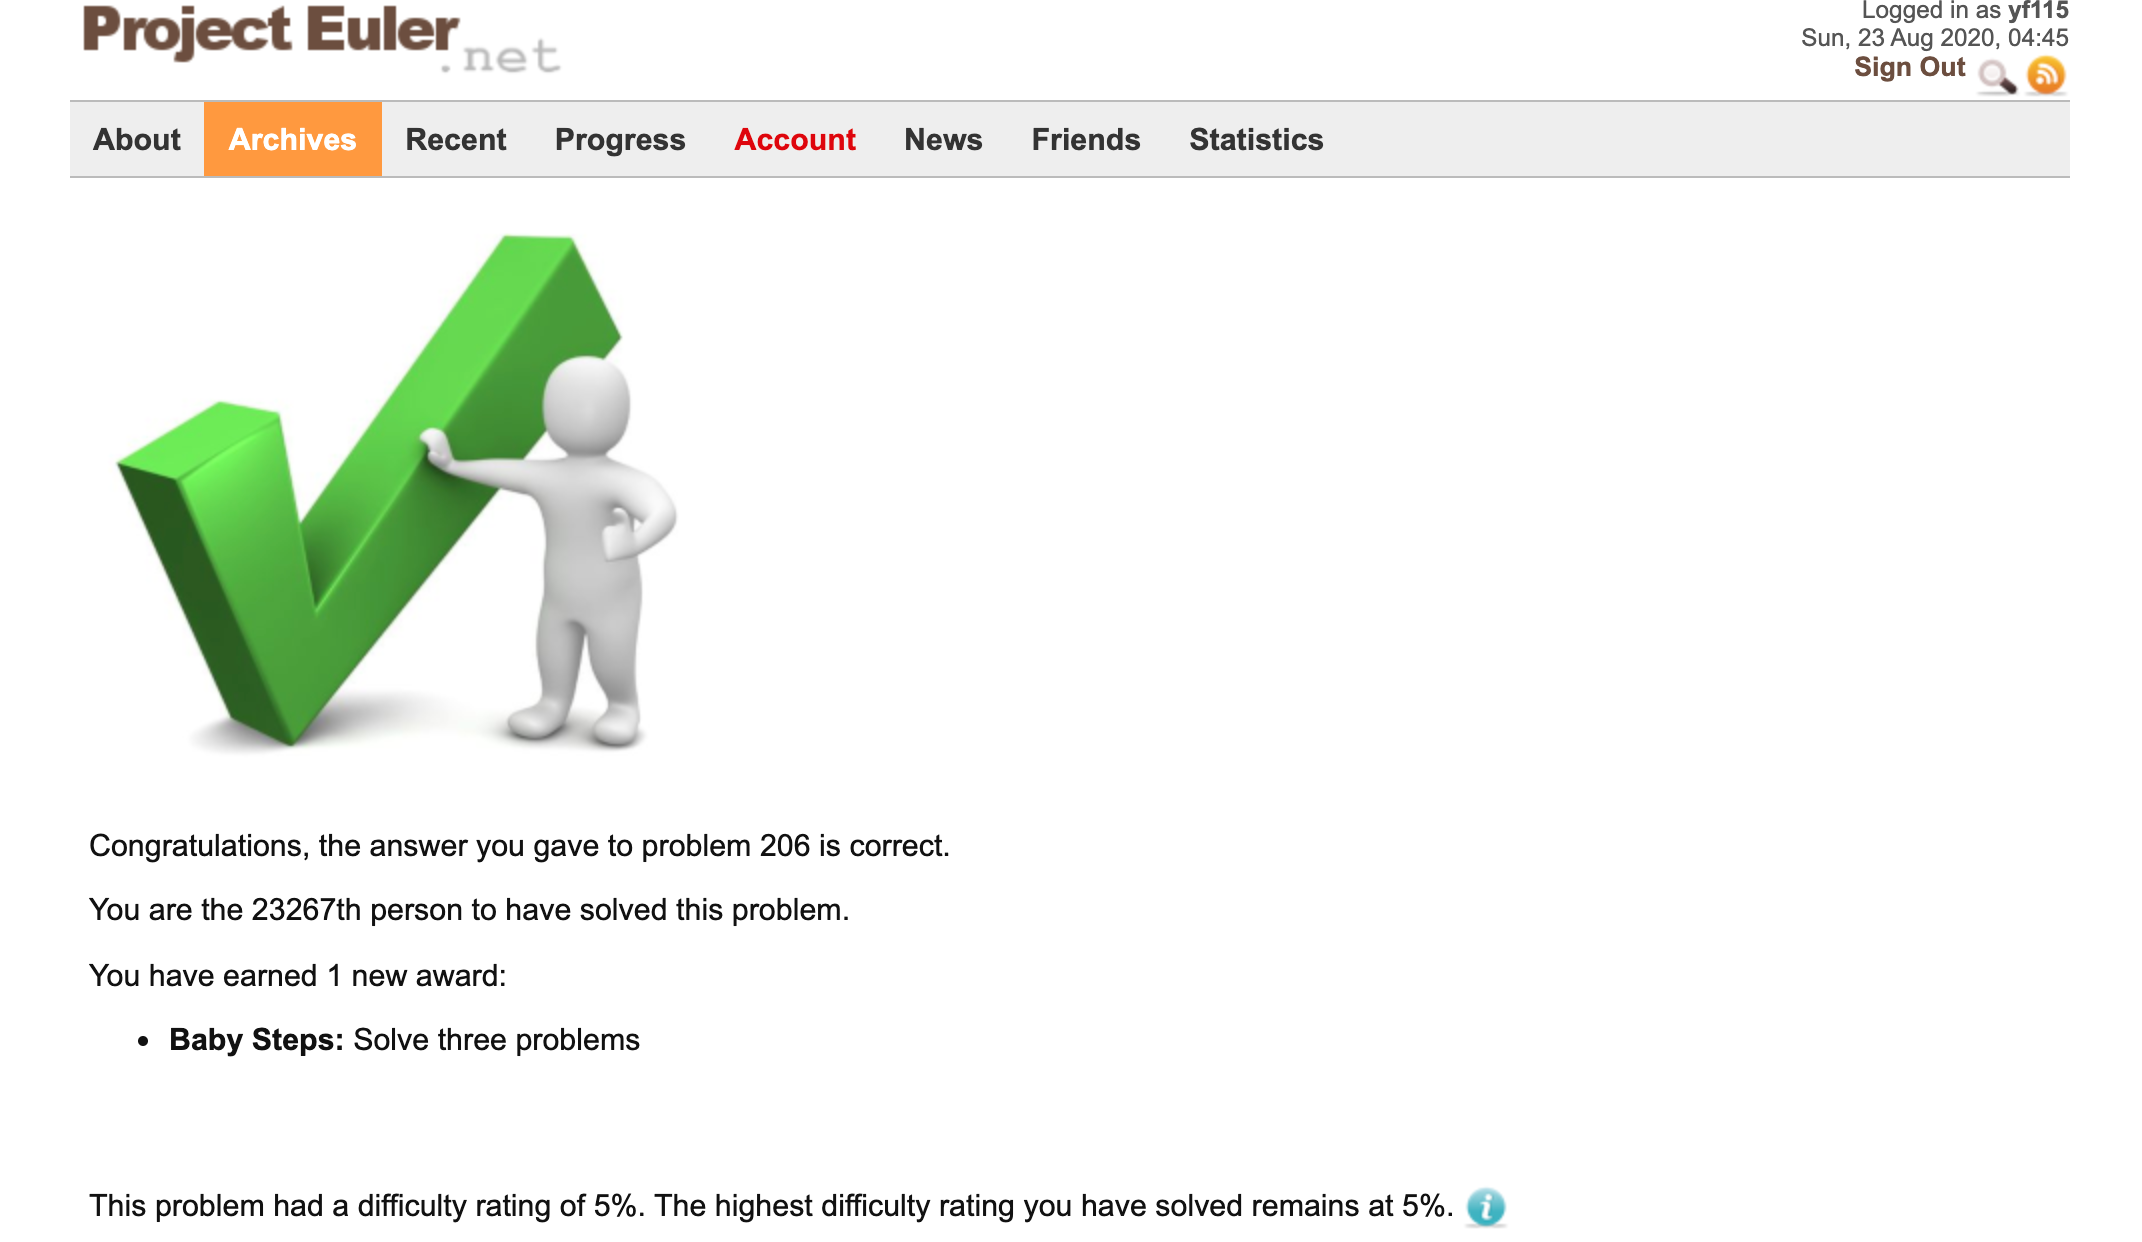 Project Euler.net
Logged in as yf115
Sun, 23 Aug 2020, 04:45
Sign Out
About Archives Recent Progress Account News Friends Statistics
Congratulations, the answer you gave to problem 206 is correct.
You are the 23267th person to have solved this problem.
You have earned 1 new award:
• Baby Steps: Solve three problems
This problem had a difficulty rating of 5%. The highest difficulty rating you have solved remains at 5%. i